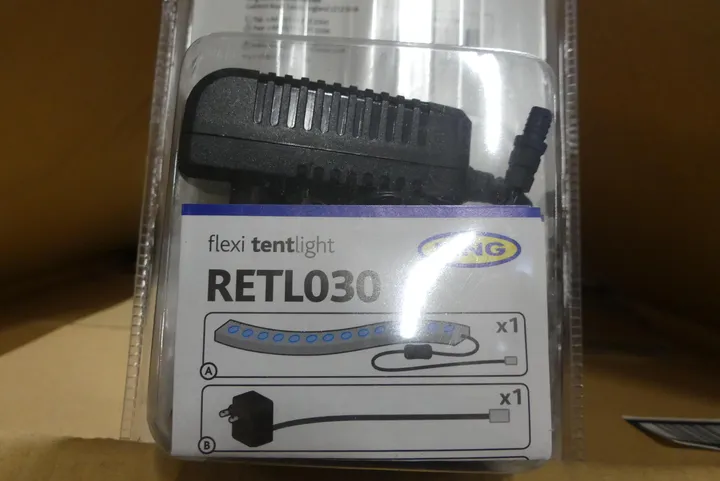 flexi tentlight
RING
RETL030
x1
A
x1
B